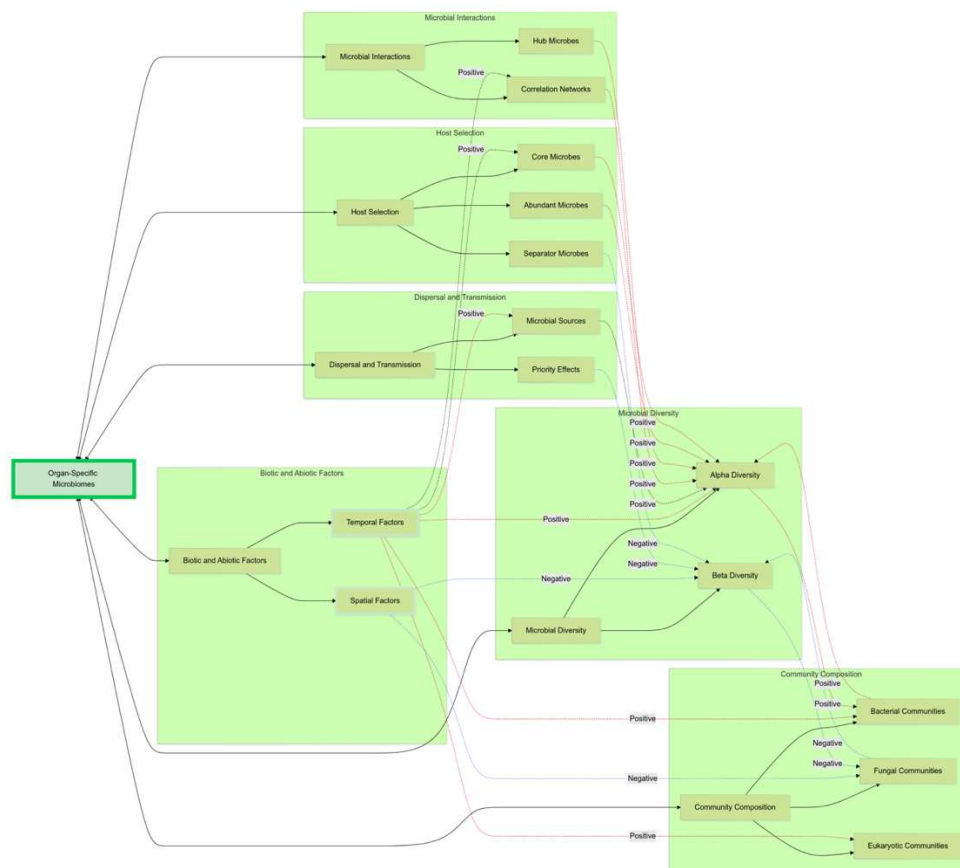 Microbial Interactions
Hub Microbes
Microbial Interactions
Positive
Correlation Networks
Host Selection
Positive
Core Microbes
Abundant Microbes
Host Selection
Separator Microbes
Dispersal and Transmission
Positive
Microbial Sources
Dispersal and Transmission
Priority Effects
Microbial Diversity
Positive
Positive
Positive
Positive
Positive
Alpha Diversity
Organ-Specific
Microbiomes
Biotic and Abiotic Factors
Temporal Factors
Positive
Negative
Negative
Biotic and Abiotic Factors
Negative
Beta Diversity
Spatial Factors
Microbial Diversity
Community Composition
Positive
Positive
Bacterial Communities
Positive
Negative
Negative
Fungal Communities
Negative
Community Composition
Positive
Eukaryotic Communities